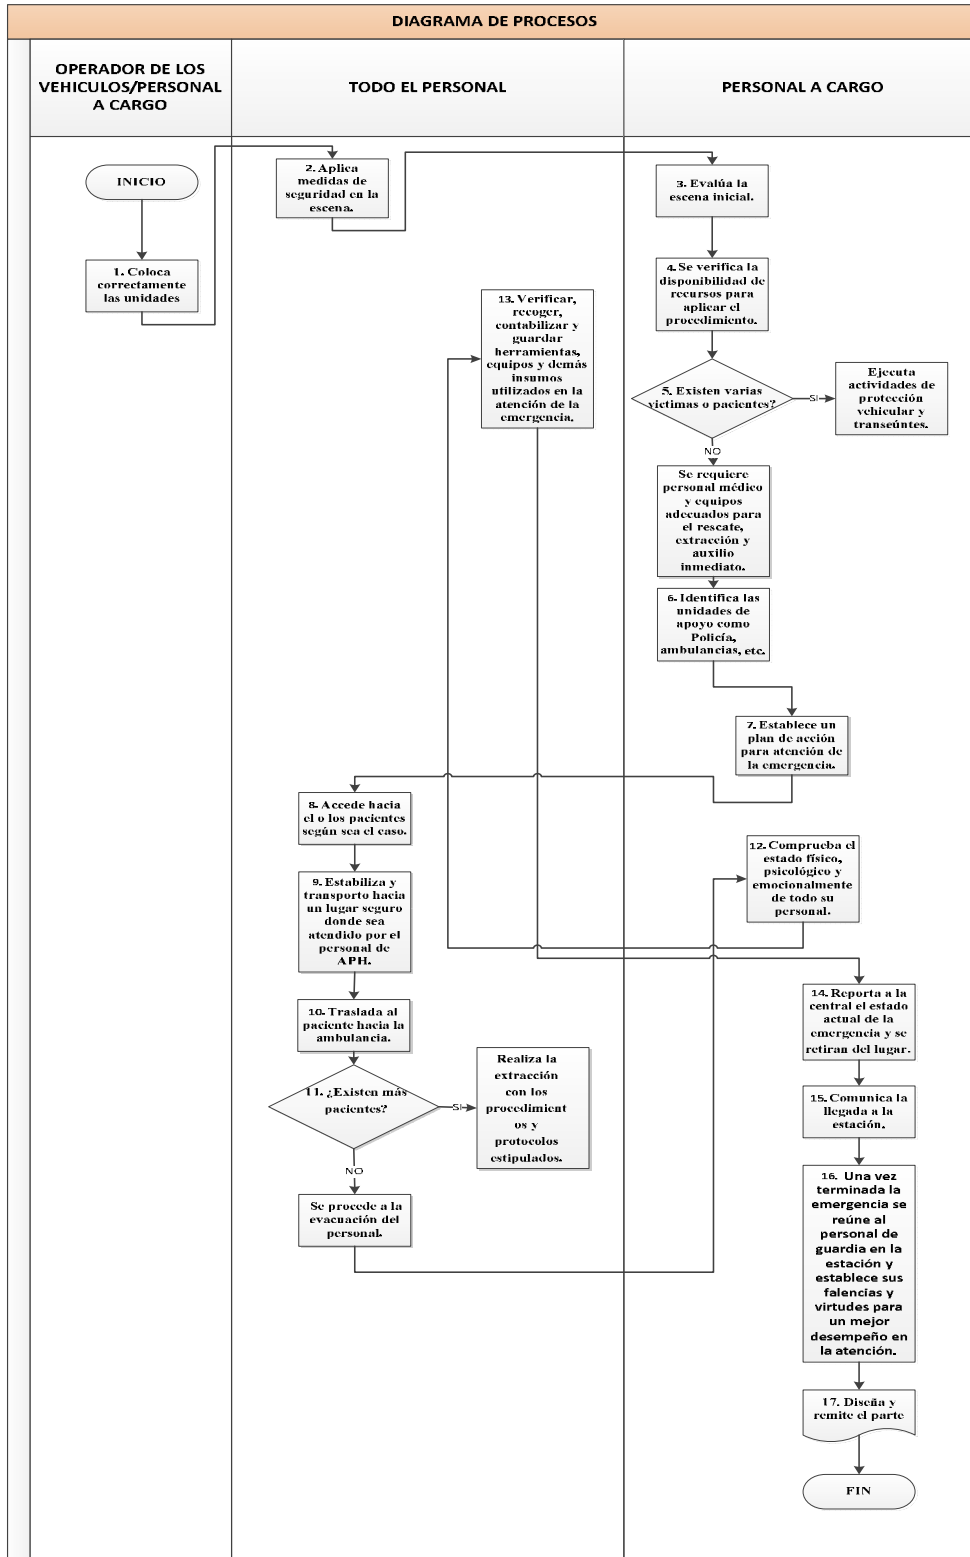 DIAGRAMA DE PROCESOS
OPERADOR DE LOS
VEHICULOS/PERSONAL
A CARGO
TODO EL PERSONAL
PERSONAL A CARGO
INICIO
1. Coloca
correctamente
las unidades
2. Aplica
medidas de
seguridad en la
escena.
3. Evalúa la
escena inicial.
4. Se verifica la
disponibilidad de
recursos para
aplicar el
procedimiento.
5. Existen varias
victimas o pacientes?
SI
Ejecuta
actividades de
protección
vehicular y
transeúntes.
NO
Se requiere
personal médico
y equipos
adecuados para
el rescate,
extracción y
auxilio
inmediato.
6. Identifica las
unidades de
apoyo como
Policía,
ambulancias, etc.
7. Establece un
plan de acción
para atención de
la emergencia.
8. Accede hacia
el o los pacientes
según sea el caso.
9. Estabiliza y
transporto hacia
un lugar seguro
donde sea
atendido por el
personal de
APH.
10. Traslada al
paciente hacia la
ambulancia.
11. ¿Existen más
pacientes?
SI
Realiza la
extracción
con los
procedimient
os y
protocolos
estipulados.
NO
Se procede a la
evacuación del
personal.
12. Comprueba el
estado físico,
psicológico y
emocionalmente
de todo su
personal.
13. Verificar,
recoger,
contabilizar y
guardar
herramientas,
equipos y demás
insumos
utilizados en la
atención de la
emergencia.
14. Reporta a la
central el estado
actual de la
emergencia y se
retiran del lugar.
15. Comunica la
llegada a la
estación.
16. Una vez
terminada la
emergencia se
reúne al
personal de
guardia en la
estación y
establece sus
falencias y
virtudes para
un mejor
desempeño en
la atención.
17. Diseña y
remite el parte
FIN